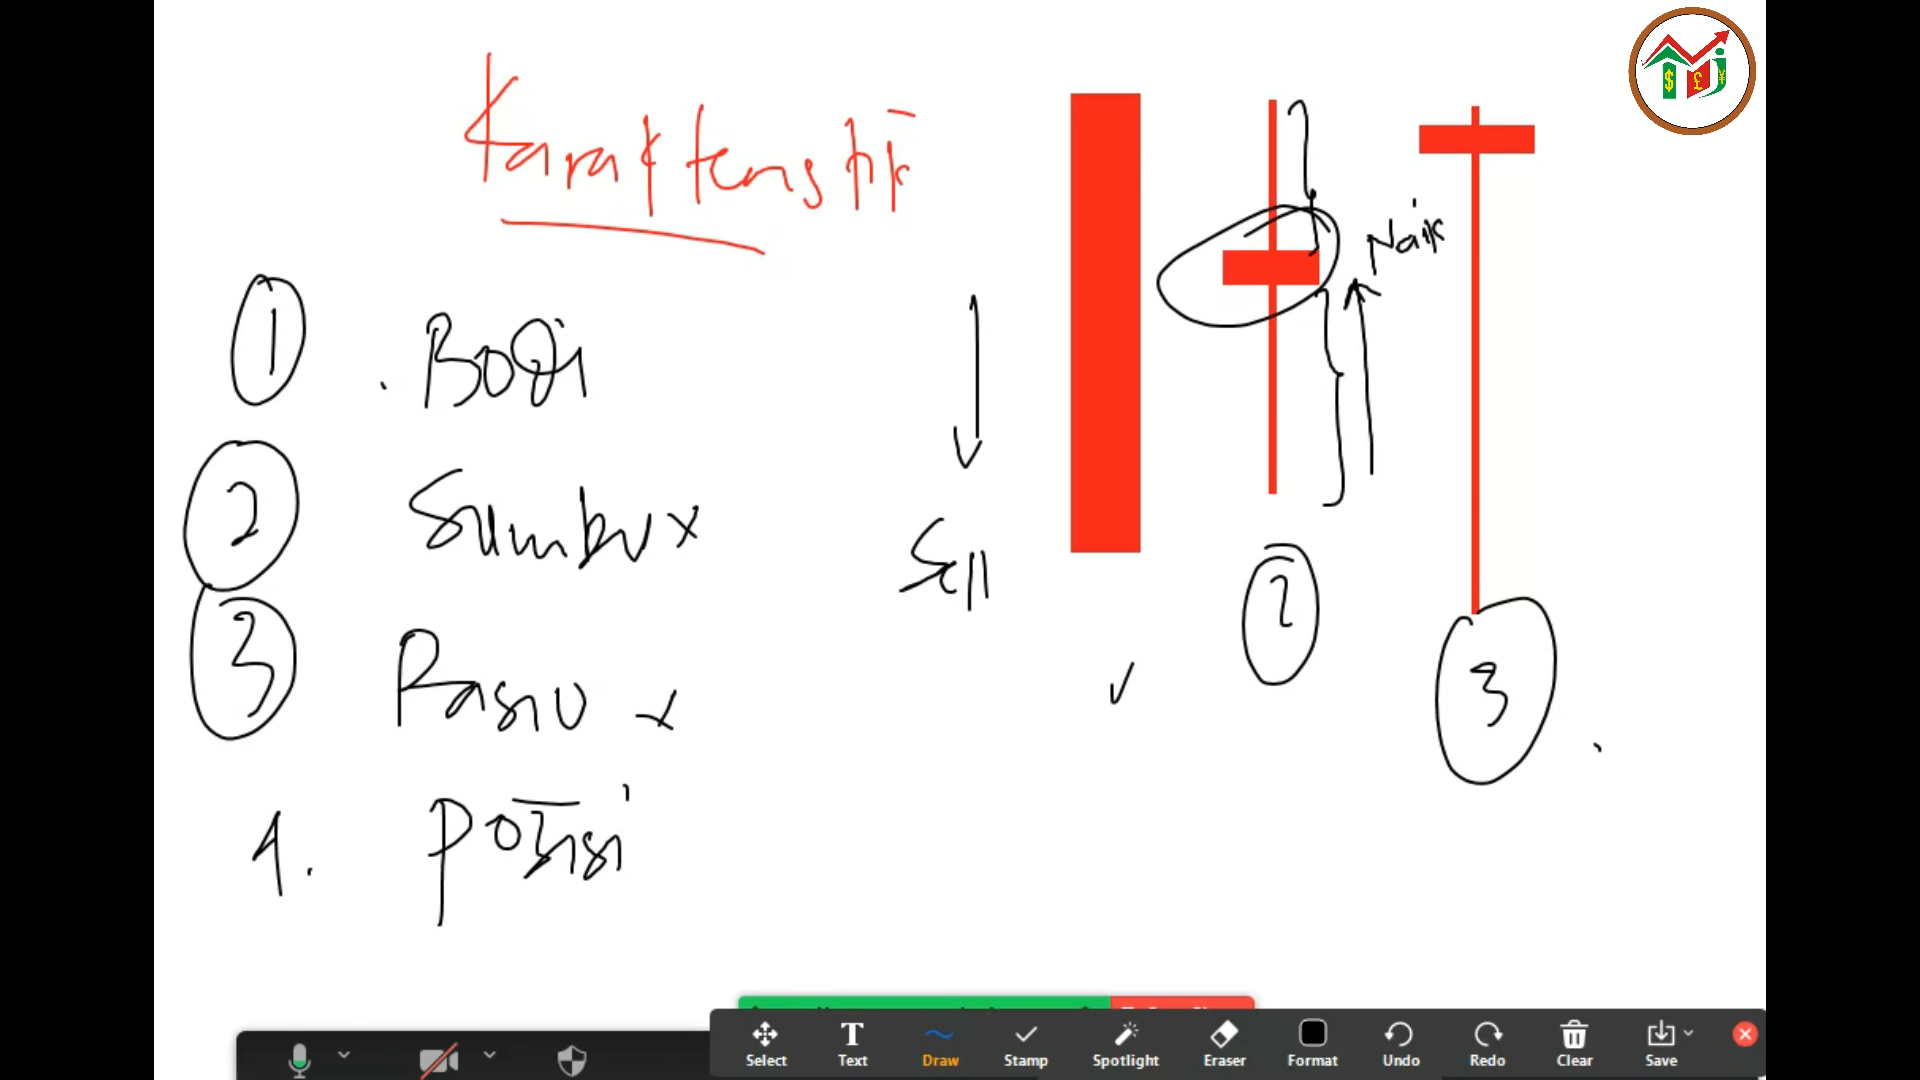 Karakteristik
1 . Bodi
2 Sumbu x
3 Rasio x
4. Posisi
Sell
Naik
2
3
Select Text Draw Stamp Spotlight Eraser Format Undo Redo Clear Save